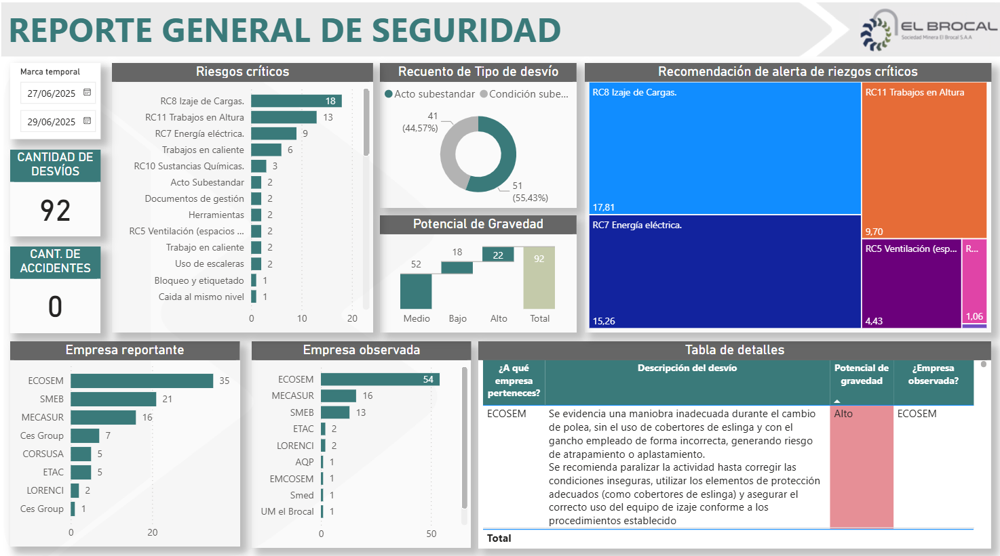 REPORTE GENERAL DE SEGURIDAD
EL BROCAL
Sociedad Minera El Brocal S.A.A
Marca temporal
27/06/2025
29/06/2025
CANTIDAD DE
DESVÍOS
92
CANT. DE
ACCIDENTES
0
Riesgos críticos
RC8 Izaje de Cargas. 18
RC11 Trabajos en Altura 13
RC7 Energía eléctrica. 9
Trabajos en caliente 6
RC10 Sustancias Químicas. 3
Acto Subestandar 2
Documentos de gestión 2
Herramientas 2
RC5 Ventilación (espacios ... 2
Trabajo en caliente 2
Uso de escaleras 2
Bloqueo y etiquetado 1
Caida al mismo nivel 1
0 10 20
Recuento de Tipo de desvío
Acto subestandar Condición sube...
41
(44,57%)
51
(55,43%)
Potencial de Gravedad
52 18 22 92
Medio Bajo Alto Total
Recomendación de alerta de riezgos críticos
RC8 Izaje de Cargas.
17,81
RC11 Trabajos en Altura
9,70
RC7 Energía eléctrica.
15,26
RC5 Ventilación (esp...
4,43
R...
1,06
Empresa reportante
ECOSEM 35
SMEB 21
MECASUR 16
Ces Group 7
CORSUSA 5
ETAC 5
LORENCI 2
Ces Group 1
0 20
Empresa observada
ECOSEM 54
MECASUR 16
SMEB 13
ETAC 2
LORENCI 2
AQP 1
EMCOSEM 1
Smed 1
UM el Brocal 1
0 50
Tabla de detalles
¿A qué
empresa
perteneces?
Descripción del desvío
Potencial de
gravedad
¿Empresa
observada?
ECOSEM
Se evidencia una maniobra inadecuada durante el cambio
de polea, sin el uso de cobertores de eslinga y con el
gancho empleado de forma incorrecta, generando riesgo
de atrapamiento o aplastamiento.
Se recomienda paralizar la actividad hasta corregir las
condiciones inseguras, utilizar los elementos de protección
adecuados (como cobertores de eslinga) y asegurar el
correcto uso del equipo de izaje conforme a los
procedimientos establecido
Alto
ECOSEM
Total